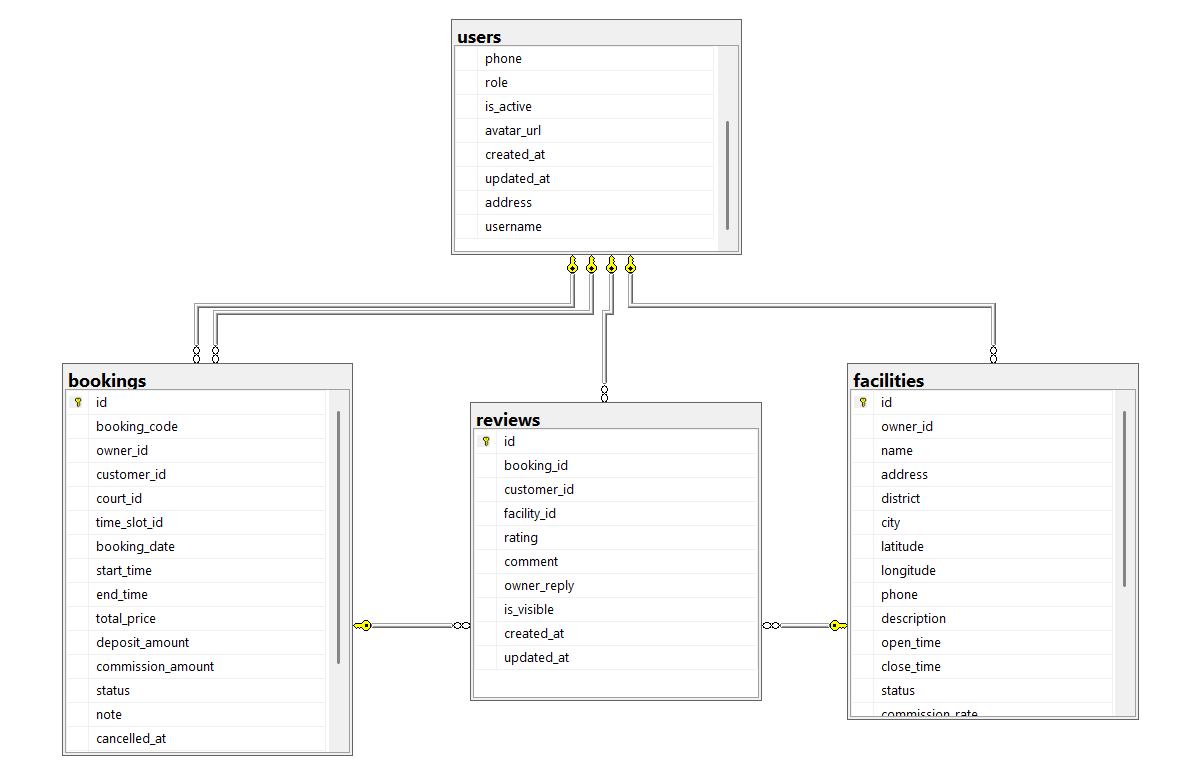 users
phone
role
is_active
avatar_url
created_at
updated_at
address
username
bookings
id
booking_code
owner_id
customer_id
court_id
time_slot_id
booking_date
start_time
end_time
total_price
deposit_amount
commission_amount
status
note
cancelled_at
reviews
id
booking_id
customer_id
facility_id
rating
comment
owner_reply
is_visible
created_at
updated_at
facilities
id
owner_id
name
address
district
city
latitude
longitude
phone
description
open_time
close_time
status
commission_rate